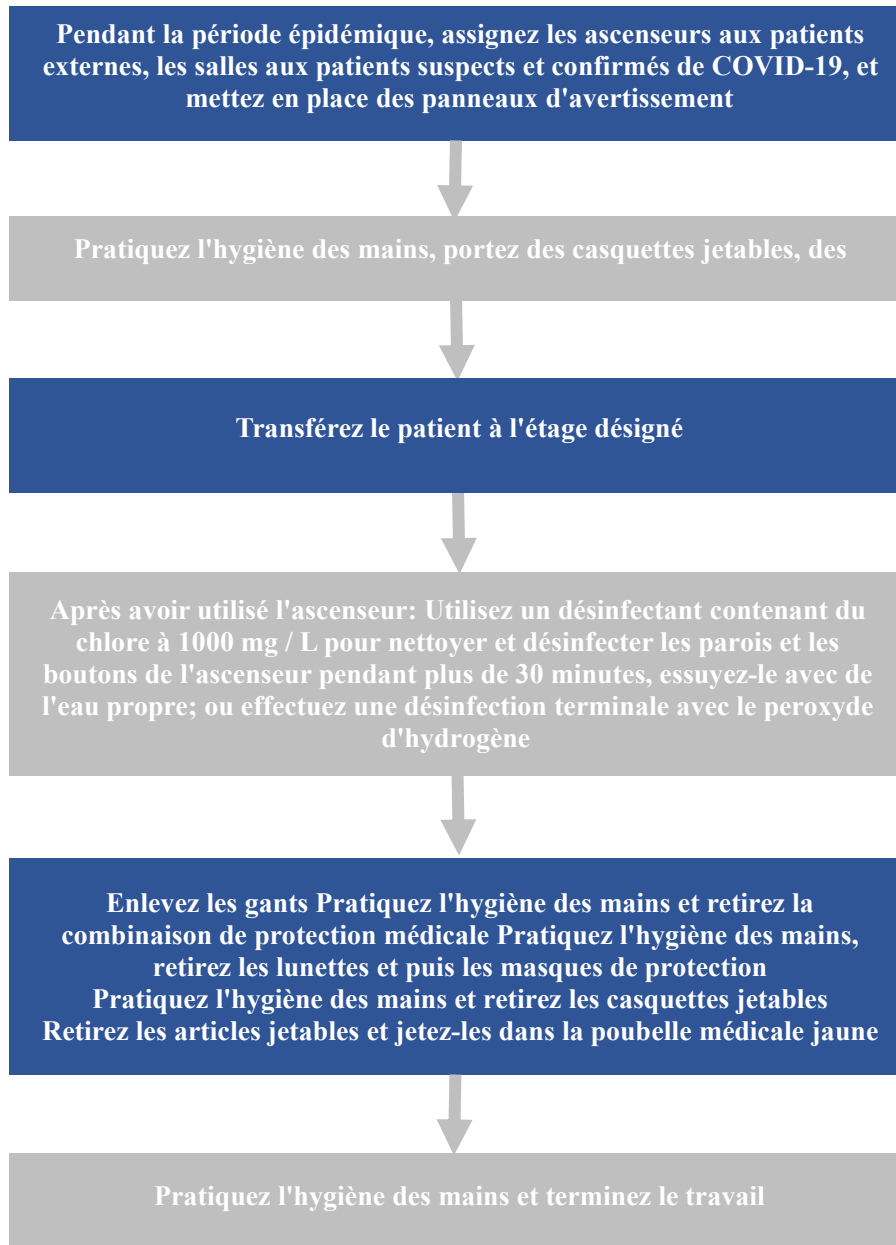 Pendant la période épidémique, assignez les ascenseurs aux patients
externes, les salles aux patients suspects et confirmés de COVID-19, et
mettez en place des panneaux d'avertissement
Pratiquez l'hygiène des mains, portez des casquettes jetables, des
Transférez le patient à l'étage désigné
Après avoir utilisé l'ascenseur: Utilisez un désinfectant contenant du
chlore à 1000 mg / L pour nettoyer et désinfecter les parois et les
boutons de l'ascenseur pendant plus de 30 minutes, essuyez-le avec de
l'eau propre; ou effectuez une désinfection terminale avec le peroxyde
d'hydrogène
Enlevez les gants Pratiquez l'hygiène des mains et retirez la
combinaison de protection médicale Pratiquez l'hygiène des mains,
retirez les lunettes et puis les masques de protection
Pratiquez l'hygiène des mains et retirez les casquettes jetables
Retirez les articles jetables et jetez-les dans la poubelle médicale jaune
Pratiquez l'hygiène des mains et terminez le travail